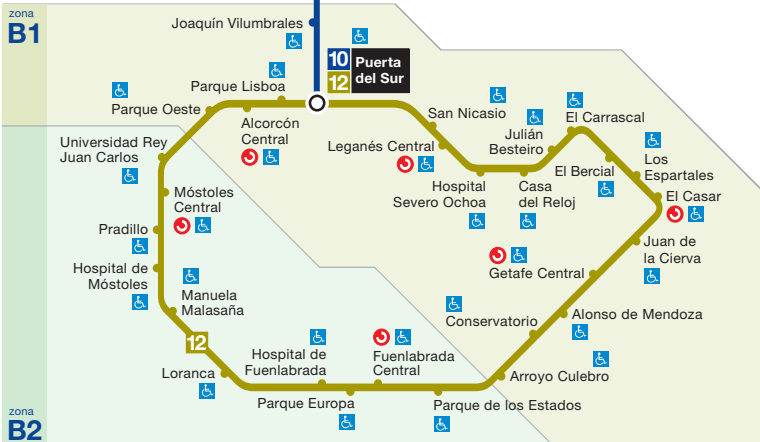 zona
B1
Joaquín Vilumbrales
10
12
Puerta
del Sur
Parque Lisboa
Parque Oeste
Alcorcón
Central
San Nicasio
Leganés Central
Hospital
Severo Ochoa
Casa
del Reloj
Julián
Besteiro
El Carrascal
El Bercial
Los
Espartales
El Casar
Juan de
la Cierva
Getafe Central
Alonso de Mendoza
Conservatorio
Arroyo Culebro
Parque de los Estados
Fuenlabrada
Central
Parque Europa
Hospital de
Fuenlabrada
Loranca
12
Manuela
Malasaña
Hospital de
Móstoles
Pradillo
Móstoles
Central
Universidad Rey
Juan Carlos
zona
B2